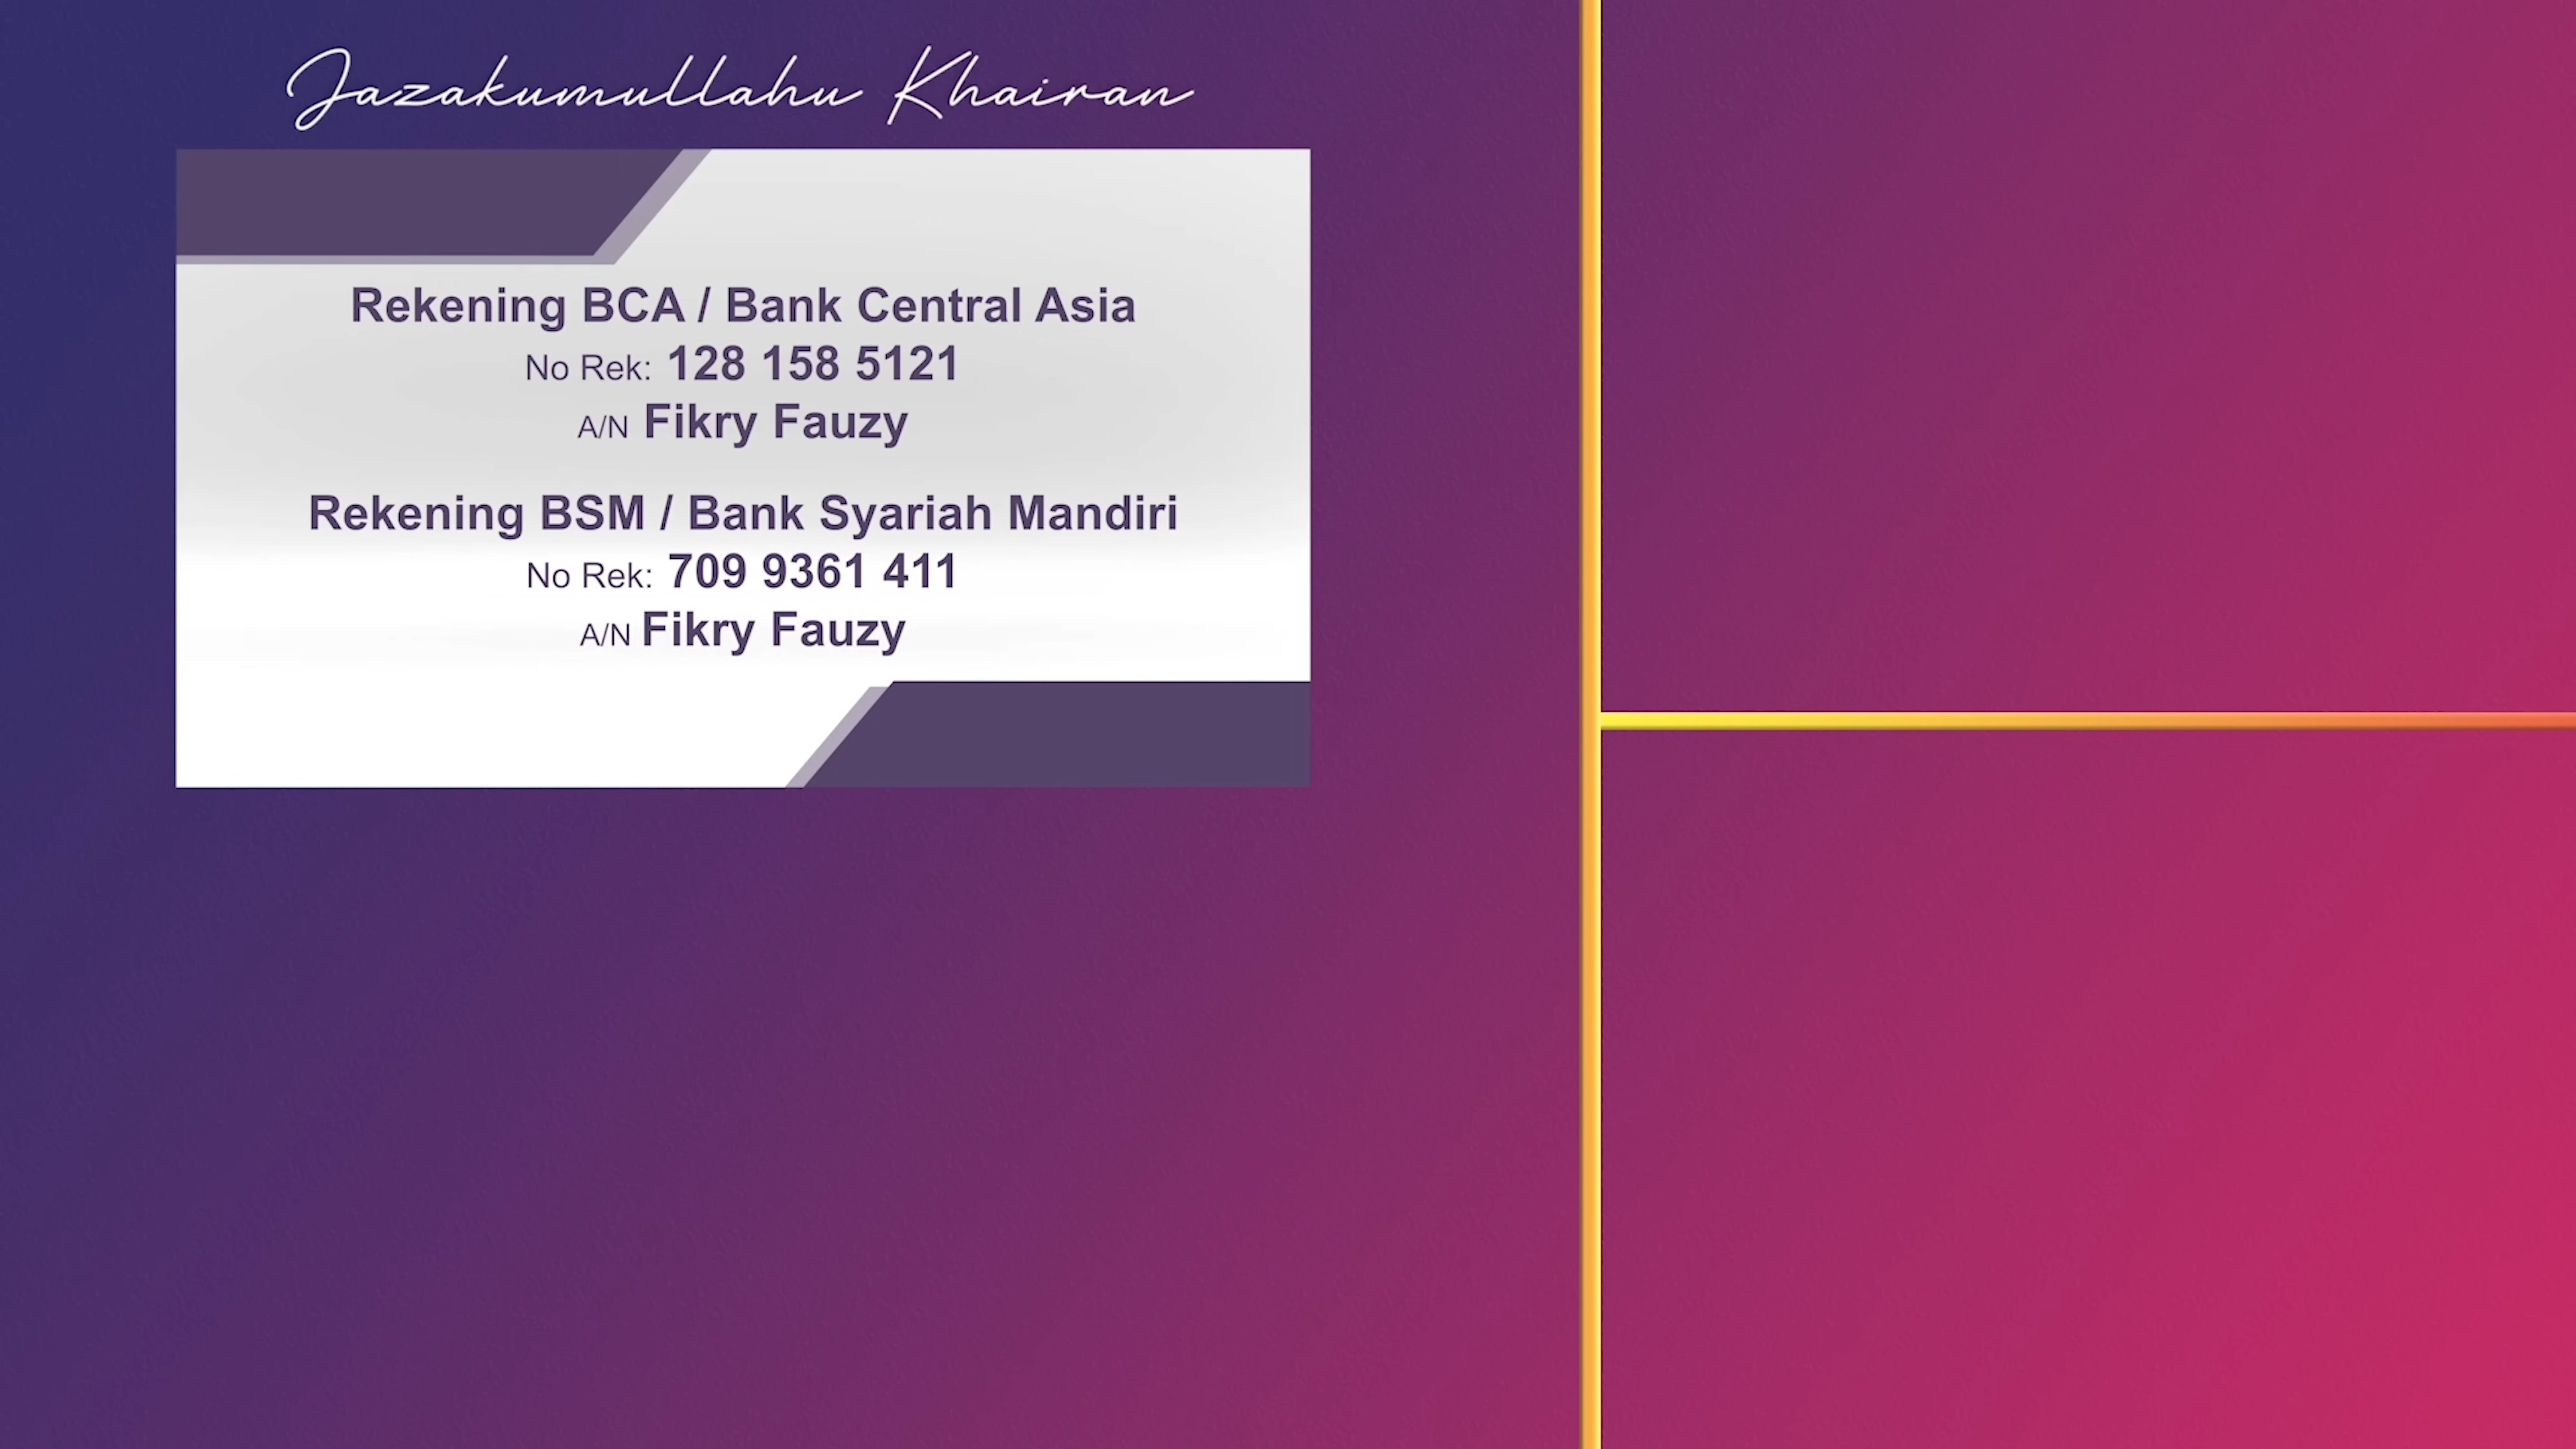 Jazakumullahu Khairan
Rekening BCA / Bank Central Asia
No Rek: 128 158 5121
A/N Fikry Fauzy
Rekening BSM / Bank Syariah Mandiri
No Rek: 709 9361 411
A/N Fikry Fauzy